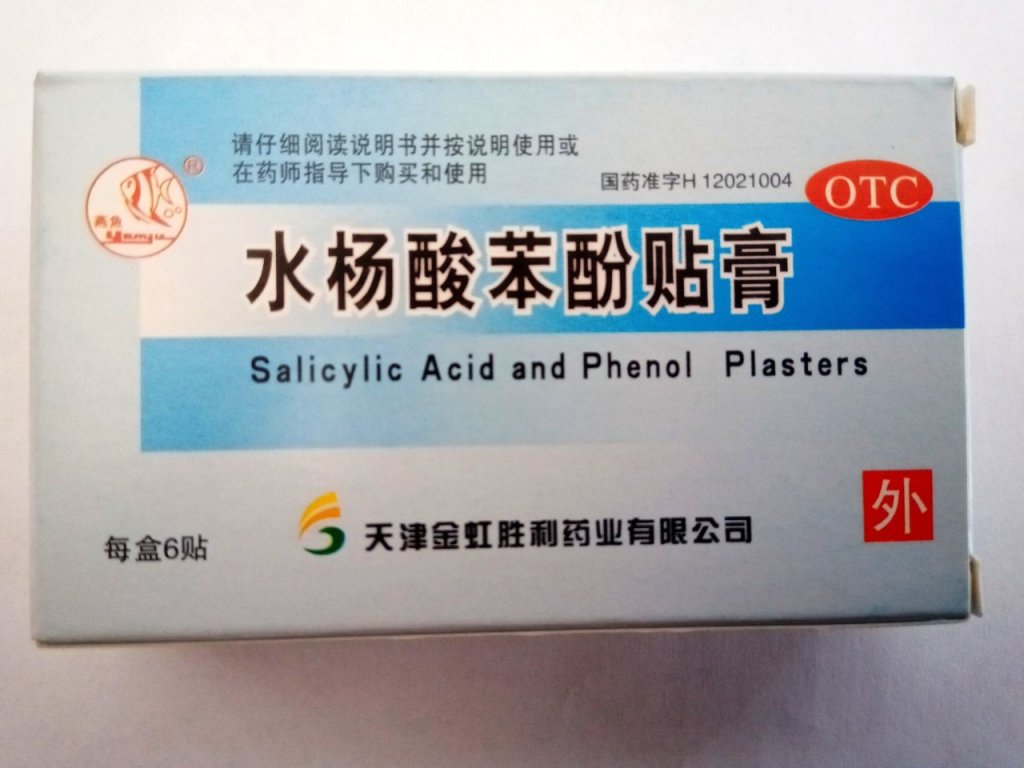 请仔细阅读说明书并按说明使用或
在药师指导下购买和使用
国药准字H 12021004
OTC
®
燕魚
Yanyu
水杨酸苯酚贴膏
Salicylic Acid and Phenol Plasters
外
每盒6贴
天津金虹胜利药业有限公司